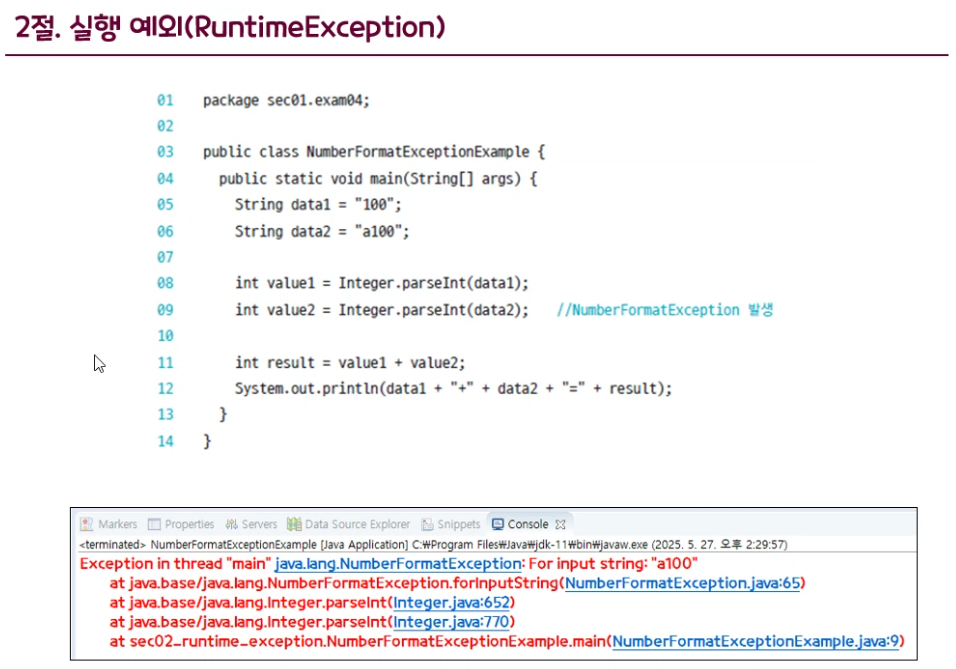 2절. 실행 예외(RuntimeException)
01 package sec01.exam04;
02
03 public class NumberFormatExceptionExample {
04 public static void main(String[] args) {
05 String data1 = "100";
06 String data2 = "a100";
07
08 int value1 = Integer.parseInt(data1);
09 int value2 = Integer.parseInt(data2); //NumberFormatException 발생
10
11 int result = value1 + value2;
12 System.out.println(data1 + "+" + data2 + "=" + result);
13 }
14 }
Markers Properties Servers Data Source Explorer Snippets Console
<terminated> NumberFormatExceptionExample [Java Application] C:₩Program Files₩Java₩jdk-11₩bin₩javaw.exe (2025. 5. 27. 오후 2:29:57)
Exception in thread "main" java.lang.NumberFormatException: For input string: "a100"
at java.base/java.lang.NumberFormatException.forInputString(NumberFormatException.java:65)
at java.base/java.lang.Integer.parseInt(Integer.java:652)
at java.base/java.lang.Integer.parseInt(Integer.java:770)
at sec02_runtime_exception.NumberFormatExceptionExample.main(NumberFormatExceptionExample.java:9)